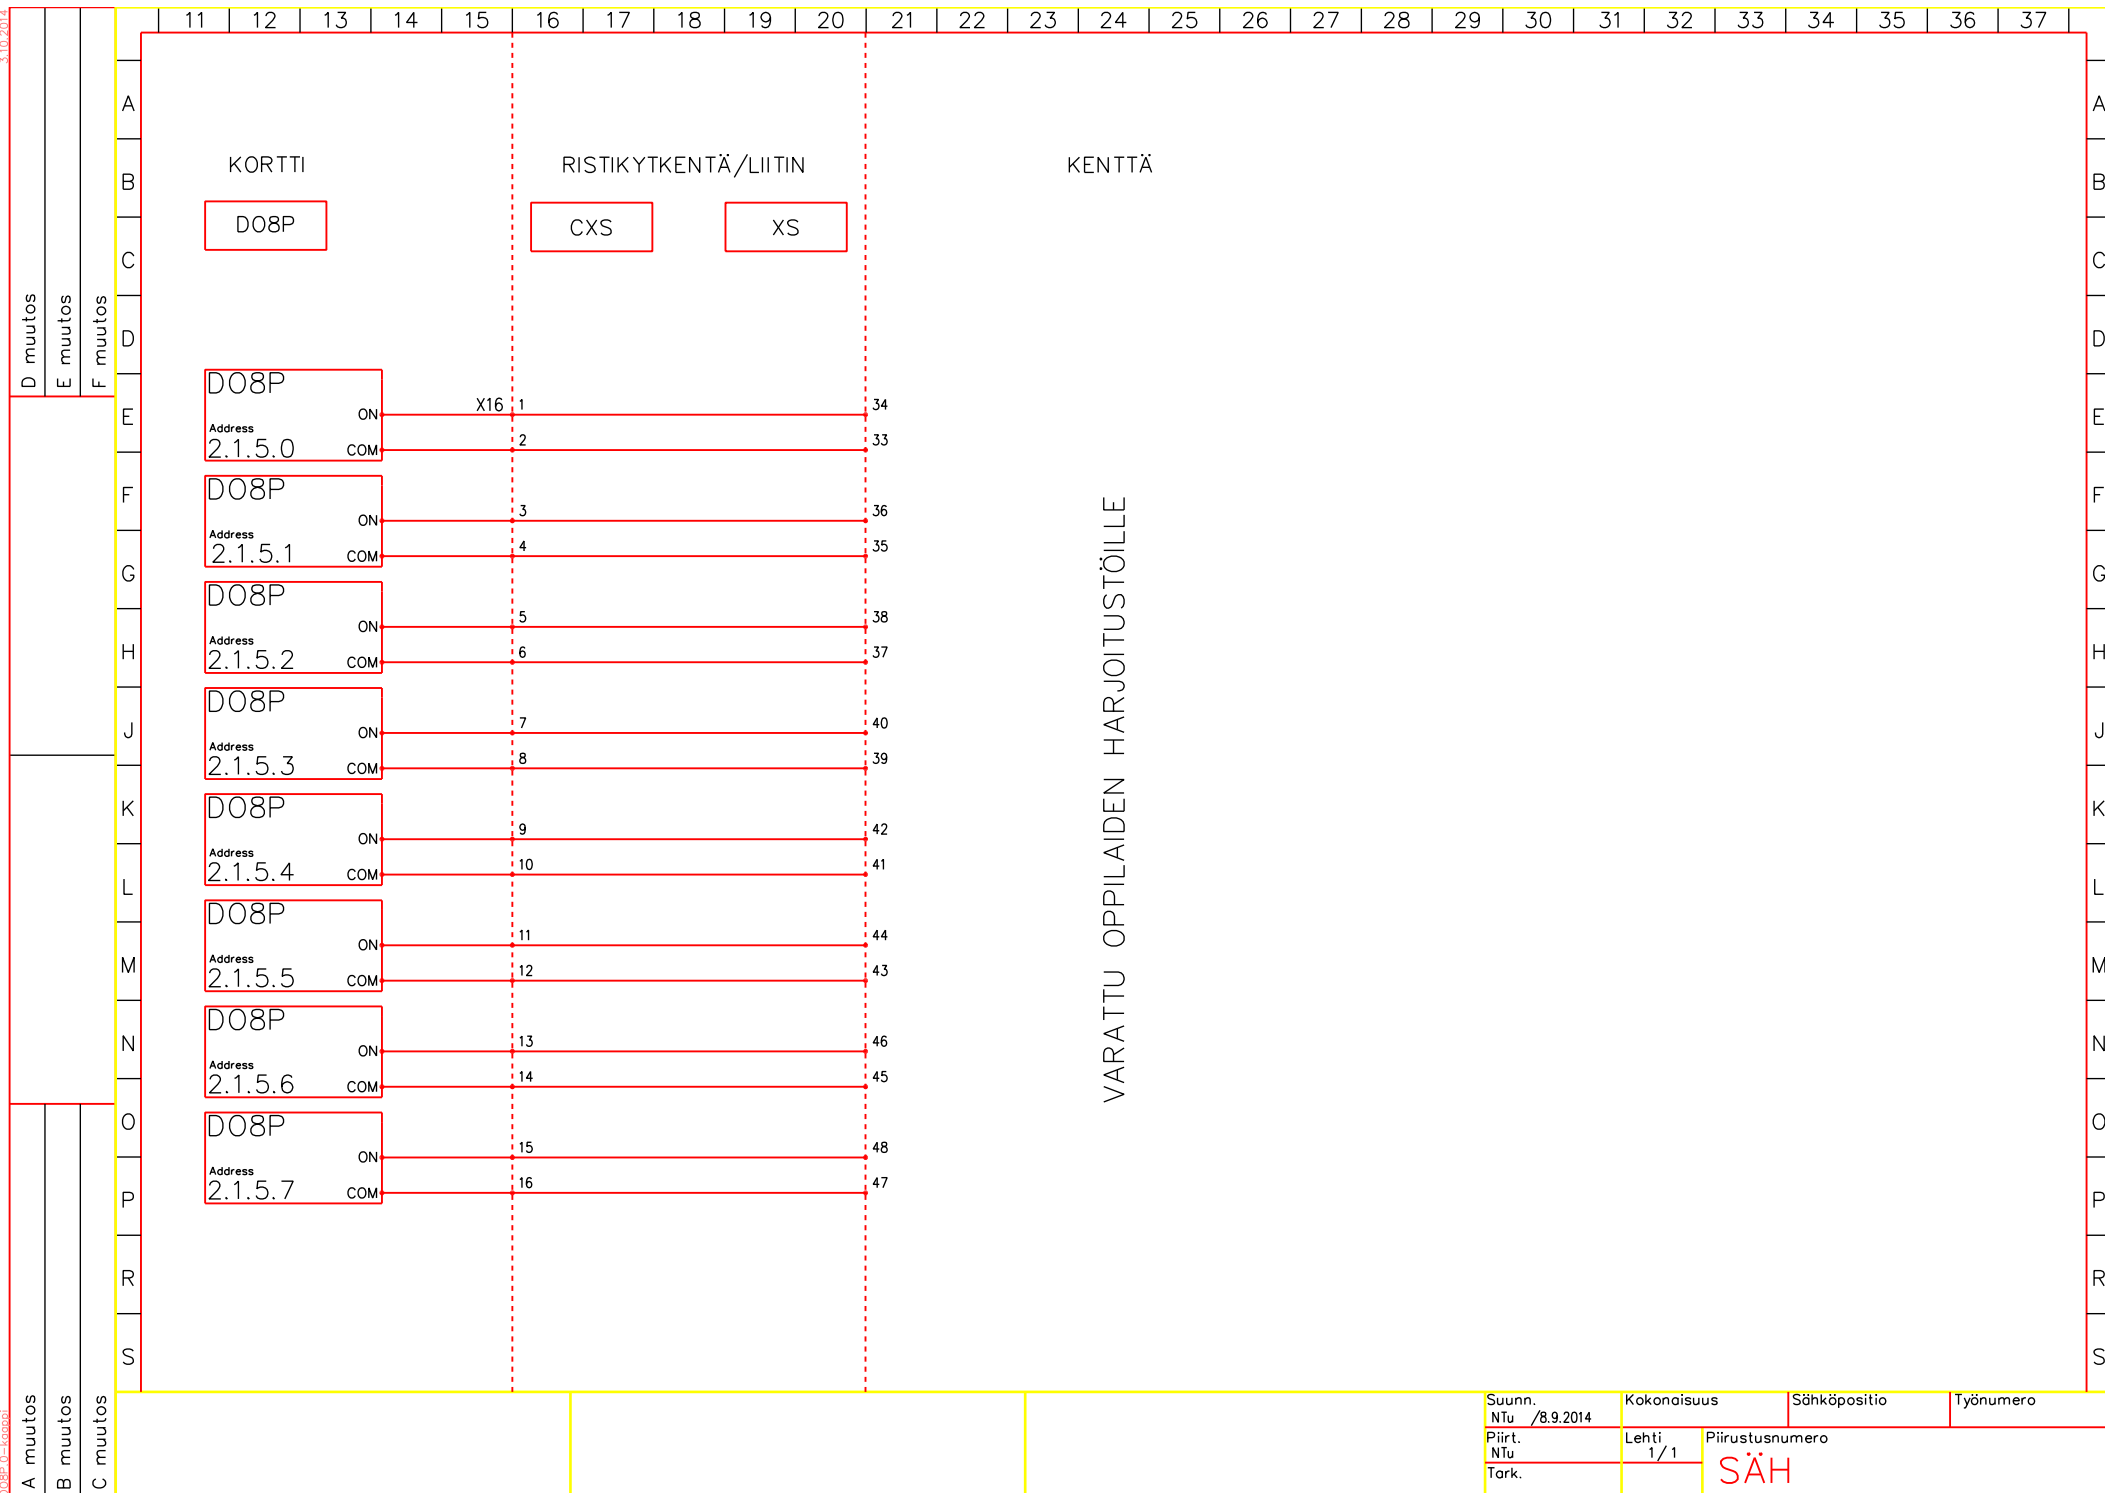 3.10.2014
11 12 13 14 15 16 17 18 19 20 21 22 23 24 25 26 27 28 29 30 31 32 33 34 35 36 37
A A
KORTTI RISTIKYTKENTÄ/LIITIN KENTTÄ
B B
DO8P CXS XS
C C
D muutos
E muutos
F muutos
D D
DO8P
ON X16 1 34
E E
Address
2.1.5.0 COM 2 33
DO8P
F F
ON 3 36
Address
2.1.5.1 COM 4 35
G G
DO8P
ON 5 38
Address
2.1.5.2 COM 6 37
H H
DO8P
ON 7 40
J J
Address
2.1.5.3 COM 8 39
DO8P
K K
ON 9 42
Address
2.1.5.4 COM 10 41
L L
DO8P
ON 11 44
Address
2.1.5.5 COM 12 43
M M
DO8P
ON 13 46
N N
Address
2.1.5.6 COM 14 45
DO8P
O O
ON 15 48
Address
2.1.5.7 COM 16 47
P P
VARATTU OPPILAIDEN HARJOITUSTÖILLE
R R
S S
A muutos
B muutos
C muutos
DO8P.0-kaappi
Suunn. Kokonaisuus Sähköpositio Työnumero
NTu /8.9.2014
Piirt. Lehti Piirustusnumero
NTu 1/1
SÄH
Tark.